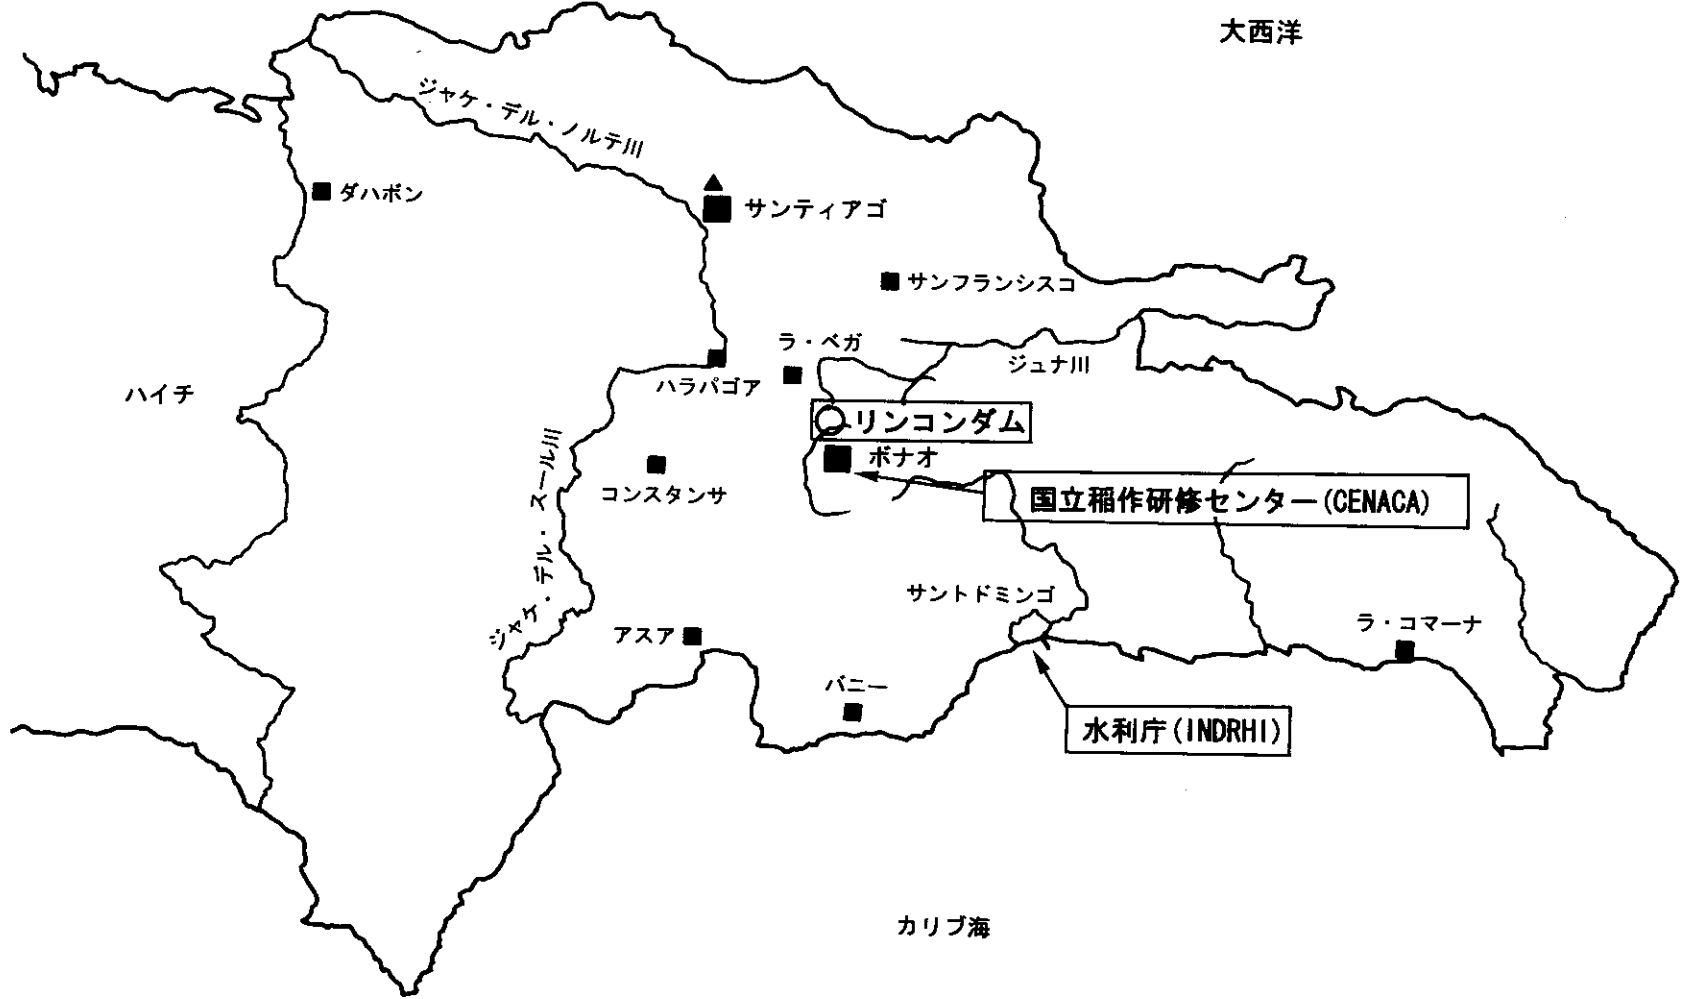 大西洋
ジャケ・デル・ノルテ川
ダハボン
サンティアゴ
サンフランシスコ
ラ・ベガ
ジュナ川
ハラパゴア
ハイチ
リンコンダム
ボナオ
コンスタンサ
国立稲作研修センター(CENACA)
ジャケ・デル・スール川
サントドミンゴ
アスア
ラ・コマーナ
バニー
水利庁(INDRHI)
カリブ海